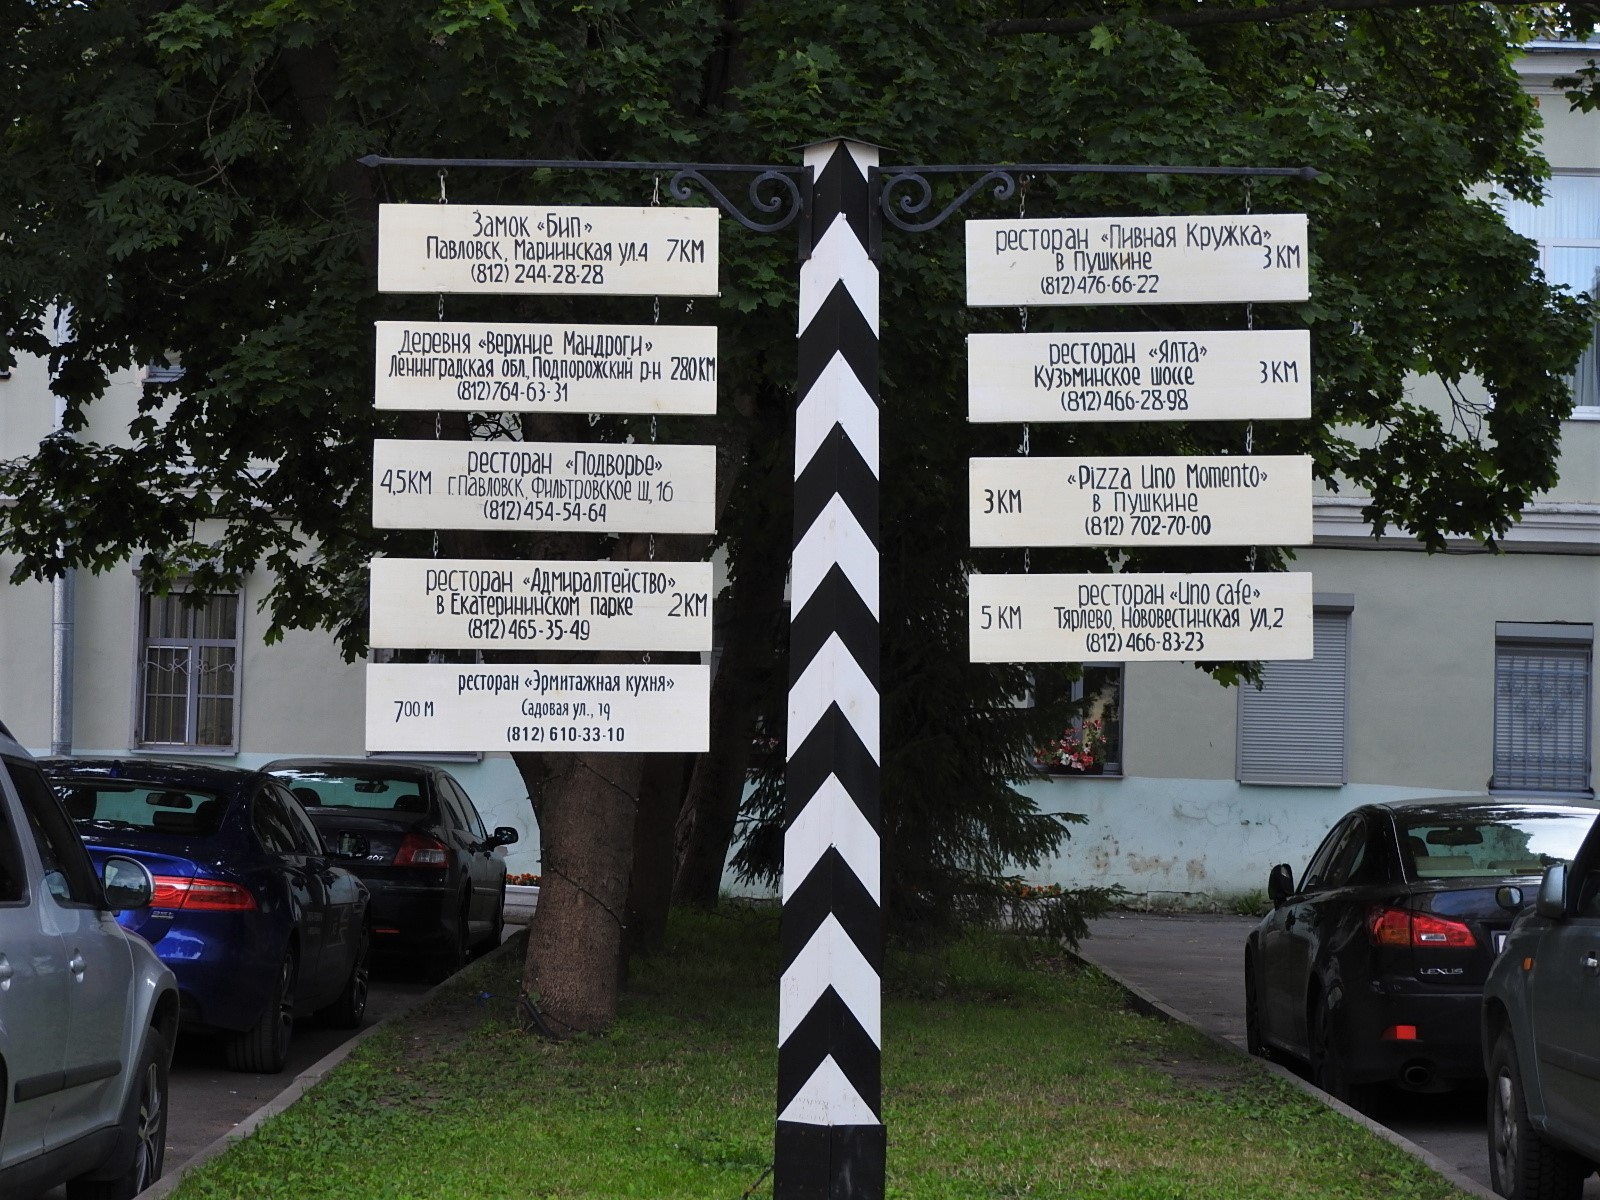 Замок «Бип»
Павловск, Мариинская ул.4 7КМ
(812) 244-28-28
Деревня «Верхние Мандроги»
Ленинградская обл, Подпорожский р-н 280КМ
(812)764-63-31
ресторан «Подворье»
4,5КМ г.Павловск, Фильтровское ш, 16
(812)454-54-64
ресторан «Адмиралтейство»
в Екатерининском парке 2КМ
(812)465-35-49
ресторан «Эрмитажная кухня»
700 М Садовая ул., 19
(812) 610-33-10
ресторан «Пивная Кружка»
в Пушкине 3КМ
(812)476-66-22
ресторан «Ялта»
Кузьминское шоссе 3КМ
(812)466-28-98
«Pizza Uno Momento»
3КМ в Пушкине
(812) 702-70-00
ресторан «Uno cafe»
5 КМ Тярлево, Нововестинская ул,2
(812)466-83-23
LEXUS